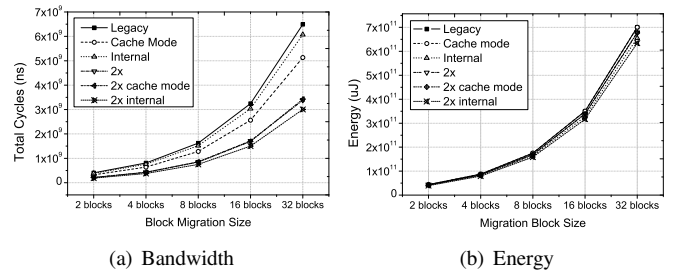 7x10⁹
6x10⁹
5x10⁹
4x10⁹
3x10⁹
2x10⁹
1x10⁹
0
Total Cycles (ns)
Legacy
Cache Mode
Internal
2x
2x cache mode
2x internal
2 blocks 4 blocks 8 blocks 16 blocks 32 blocks
Block Migration Size
(a) Bandwidth
7x10¹¹
6x10¹¹
5x10¹¹
4x10¹¹
3x10¹¹
2x10¹¹
1x10¹¹
0
Energy (uJ)
Legacy
Cache mode
Internal
2x
2x cache mode
2x internal
2 blocks 4 blocks 8 blocks 16 blocks 32 blocks
Migration Block Size
(b) Energy